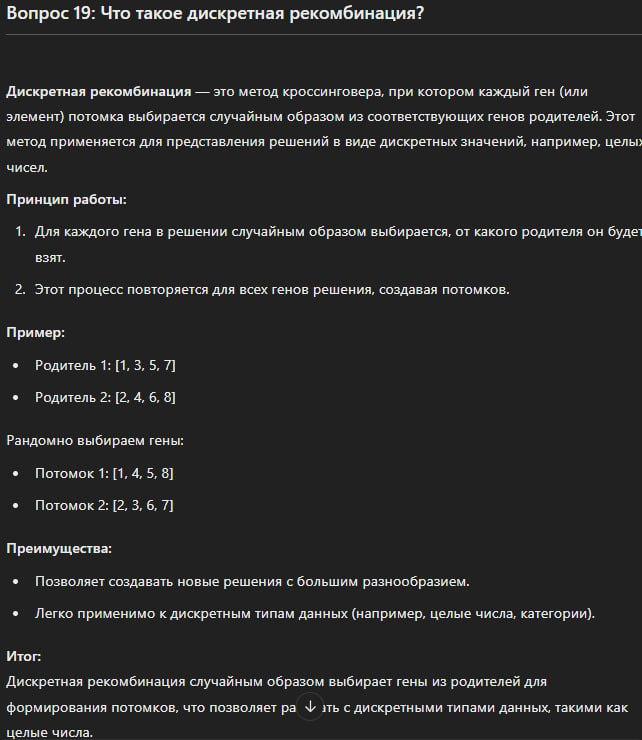 Вопрос 19: Что такое дискретная рекомбинация?
Дискретная рекомбинация — это метод кроссинговера, при котором каждый ген (или
элемент) потомка выбирается случайным образом из соответствующих генов родителей. Этот
метод применяется для представления решений в виде дискретных значений, например, целых
чисел.
Принцип работы:
1. Для каждого гена в решении случайным образом выбирается, от какого родителя он будет
взят.
2. Этот процесс повторяется для всех генов решения, создавая потомков.
Пример:
• Родитель 1: [1, 3, 5, 7]
• Родитель 2: [2, 4, 6, 8]
Рандомно выбираем гены:
• Потомок 1: [1, 4, 5, 8]
• Потомок 2: [2, 3, 6, 7]
Преимущества:
• Позволяет создавать новые решения с большим разнообразием.
• Легко применимо к дискретным типам данных (например, целые числа, категории).
Итог:
Дискретная рекомбинация случайным образом выбирает гены из родителей для
формирования потомков, что позволяет с дискретными типами данных, такими как
целые числа.